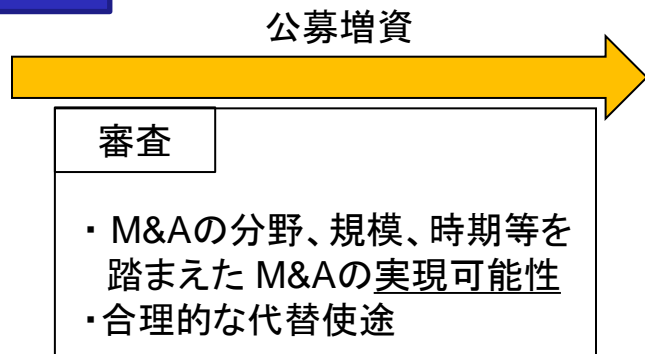 公募増資
審査
・ M&Aの分野、規模、時期等を
踏まえた M&Aの実現可能性
・合理的な代替使途